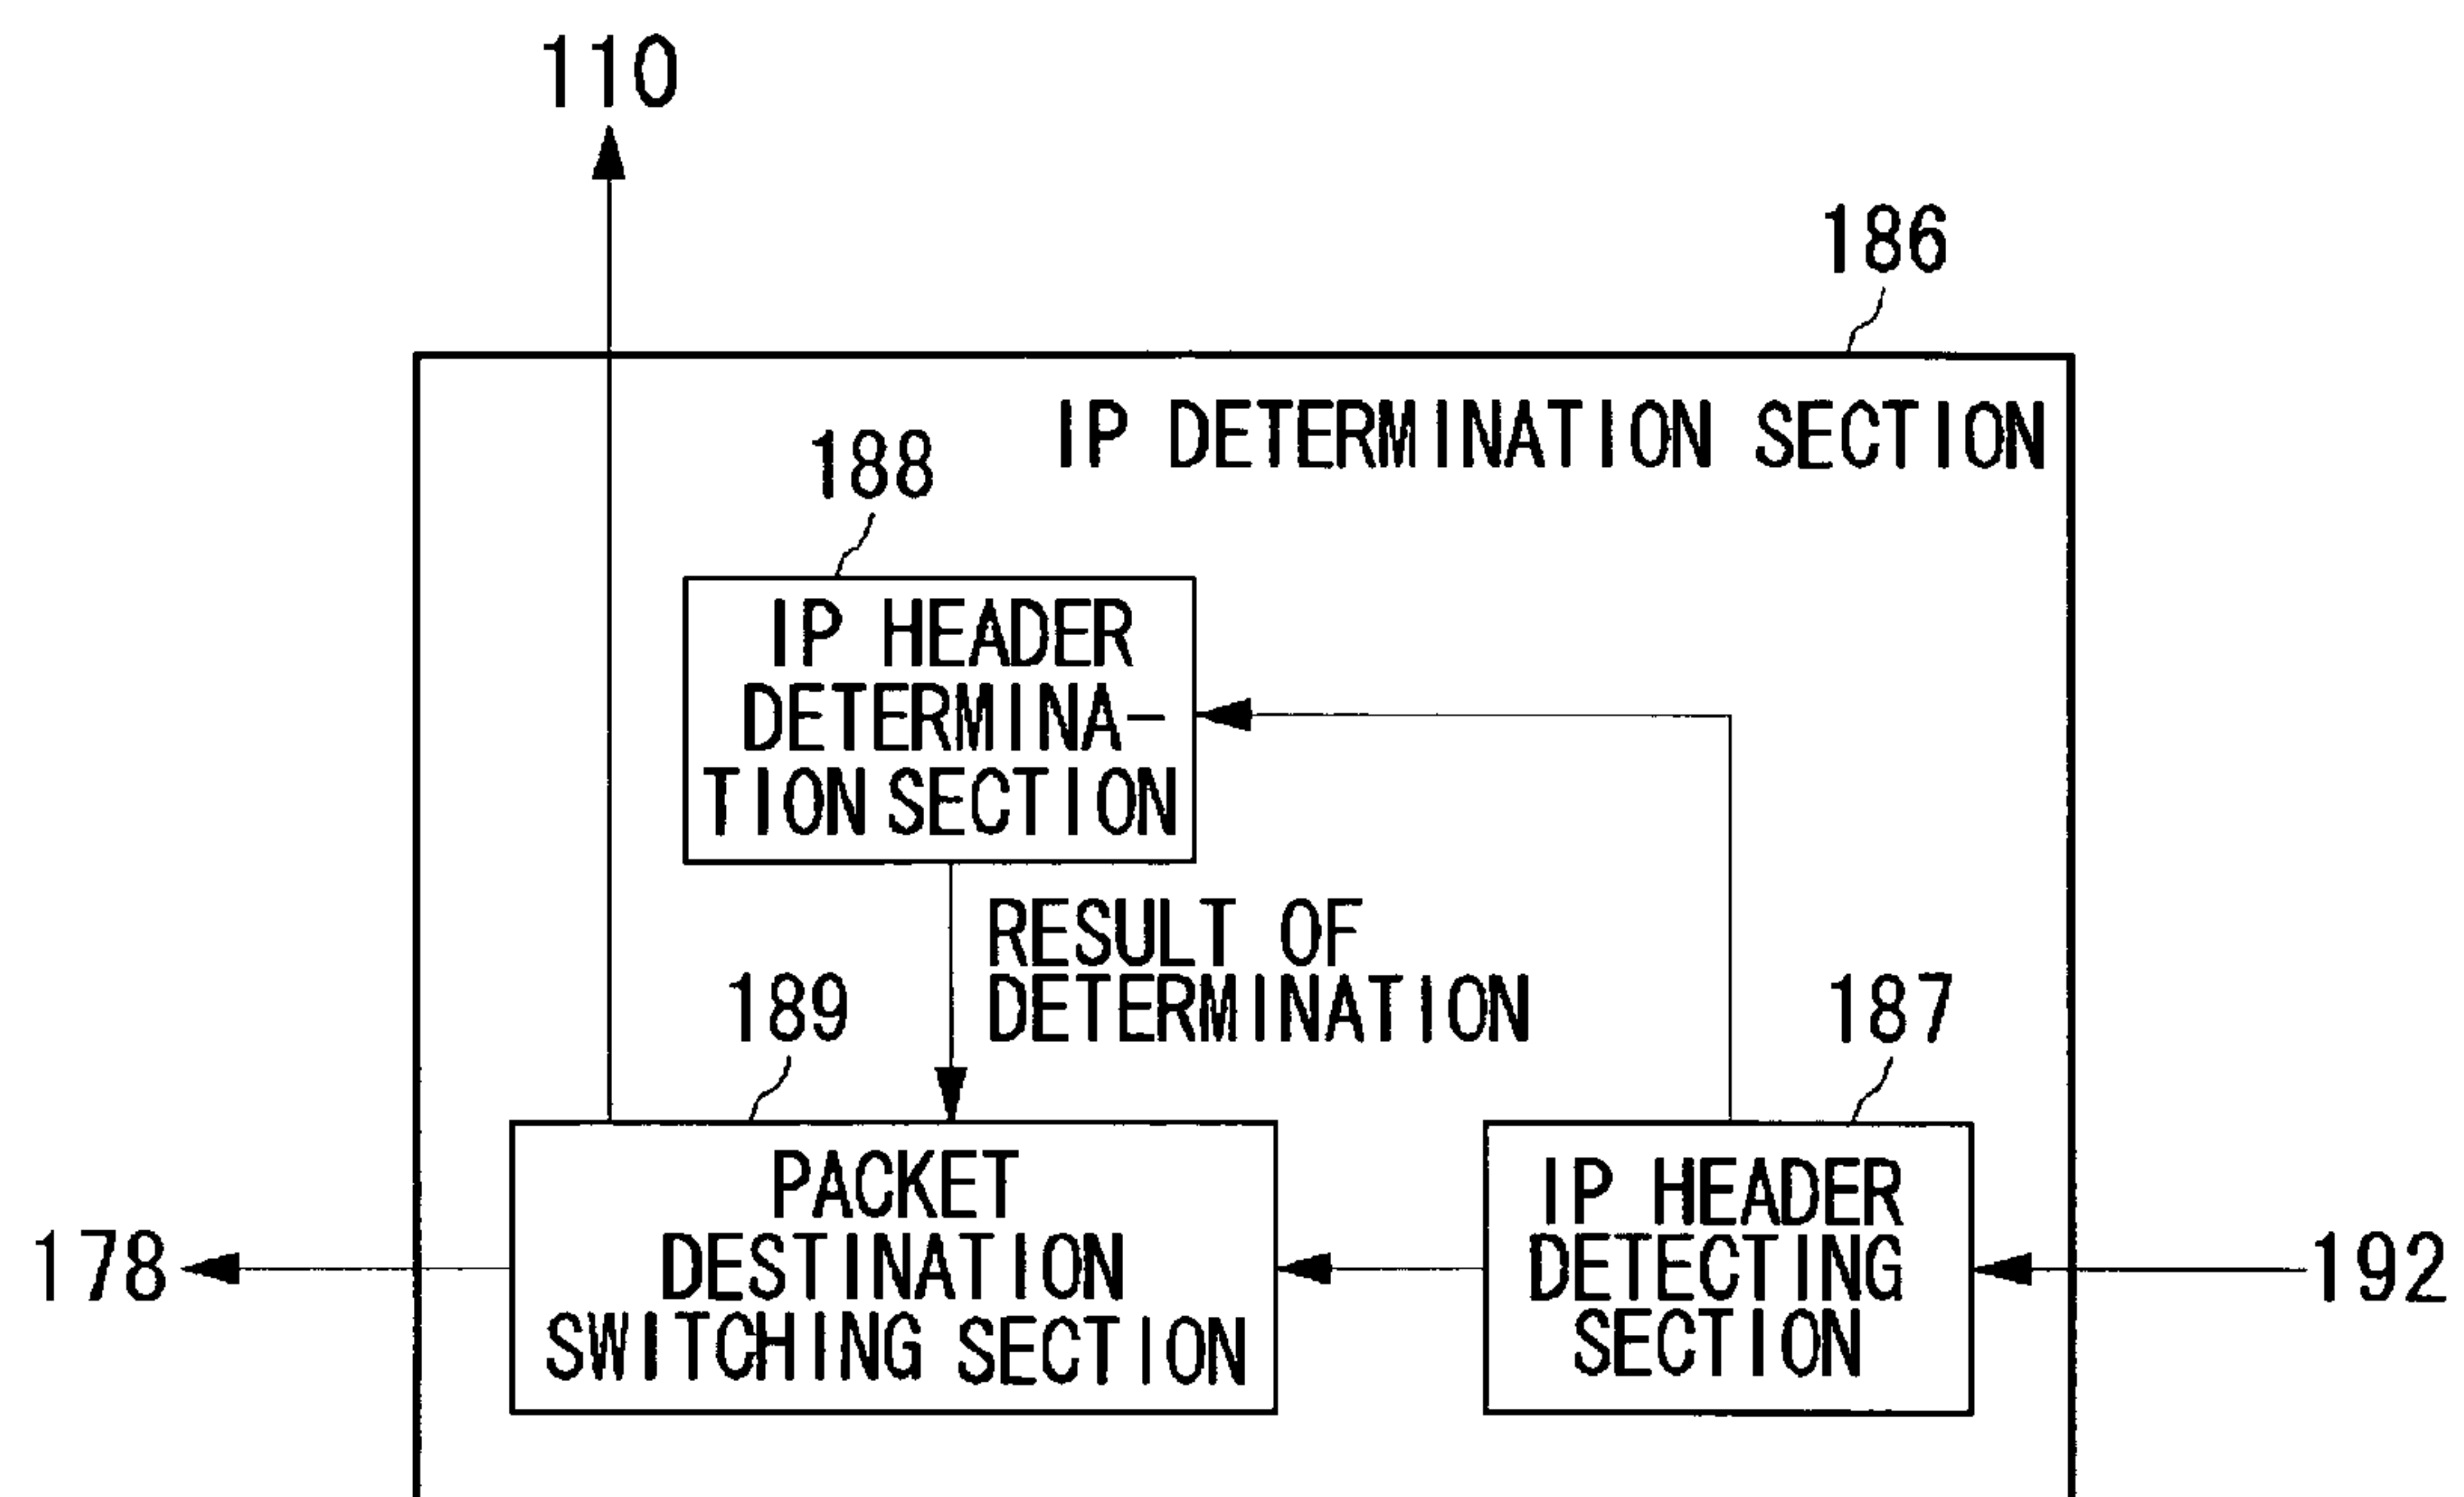 110
186
IP DETERMINATION SECTION
188
IP HEADER
DETERMINA-
TION SECTION
RESULT OF
DETERMINATION
189
187
PACKET
DESTINATION
SWITCHING SECTION
IP HEADER
DETECTING
SECTION
178
192